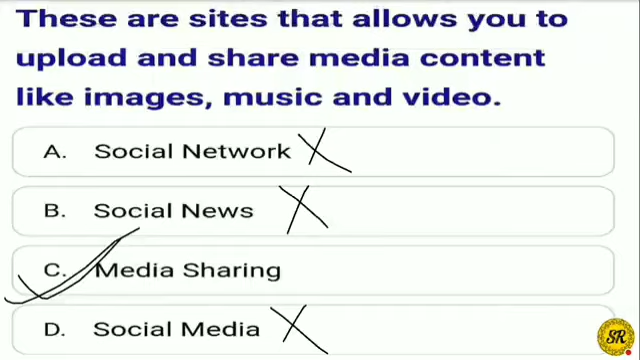 These are sites that allows you to
upload and share media content
like images, music and video.
A. Social Network
B. Social News
C. Media Sharing
D. Social Media
SR